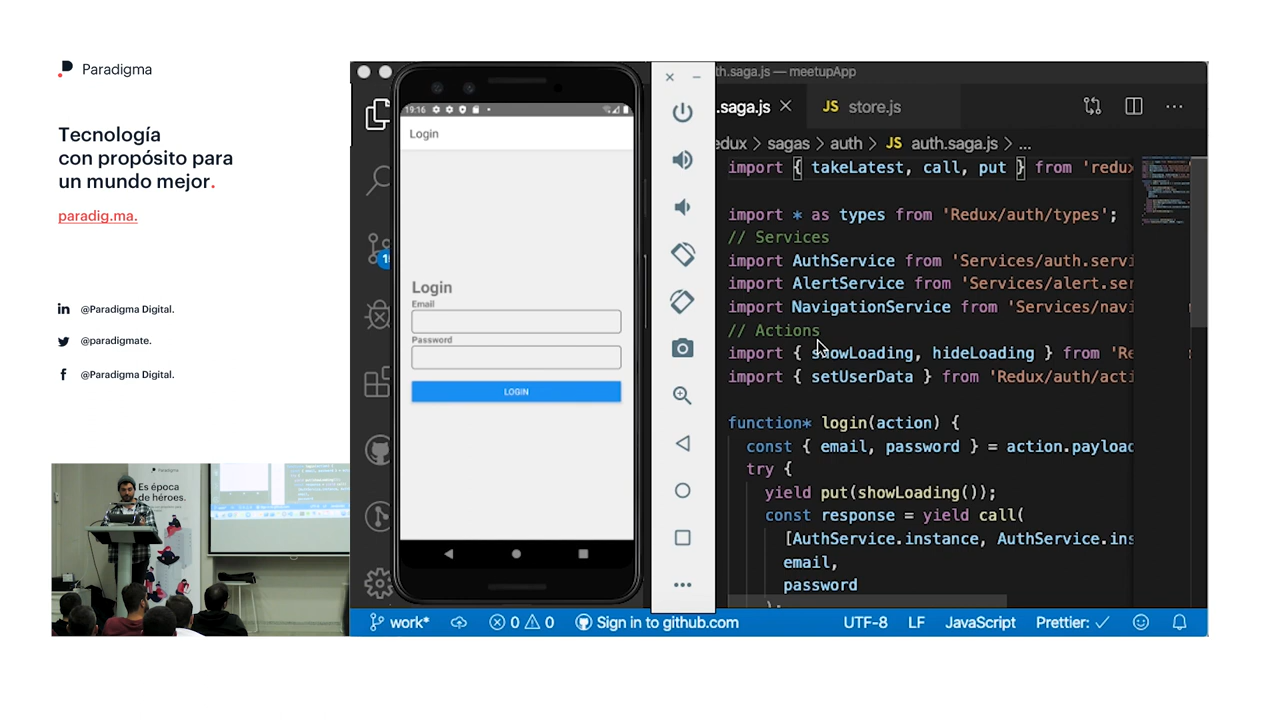 Paradigma
Tecnología
con propósito para
un mundo mejor.
paradig.ma.
@Paradigma Digital.
@paradigmate.
@Paradigma Digital.
Paradigma
Es época
de héroes.
19:16
Login
Login
Email
Password
LOGIN
th.saga.js — meetupApp
.saga.js
JS store.js
edux > sagas > auth > JS auth.saga.js > ...
import { takeLatest, call, put } from 'redux
import * as types from 'Redux/auth/types';
// Services
import AuthService from 'Services/auth.servi
import AlertService from 'Services/alert.ser
import NavigationService from 'Services/navi
// Actions
import { showLoading, hideLoading } from 'Re
import { setUserData } from 'Redux/auth/acti
function* login(action) {
const { email, password } = action.payload
try {
yield put(showLoading());
const response = yield call(
[AuthService.instance, AuthService.ins
email,
password
work*
0 0
Sign in to github.com
UTF-8 LF JavaScript Prettier: ✓